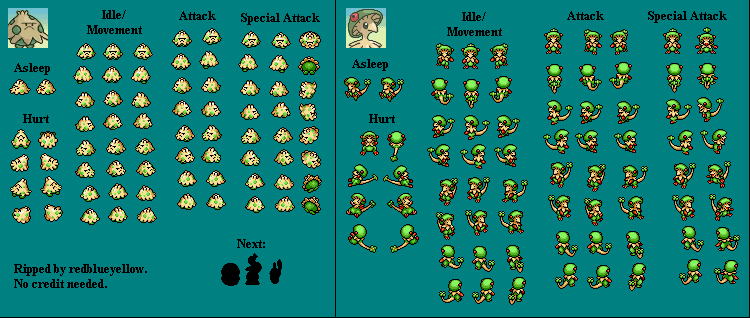 Idle/
Movement
Attack
Special Attack
Asleep
Hurt
Next:
Ripped by redblueyellow.
No credit needed.
Idle/
Movement
Attack
Special Attack
Asleep
Hurt